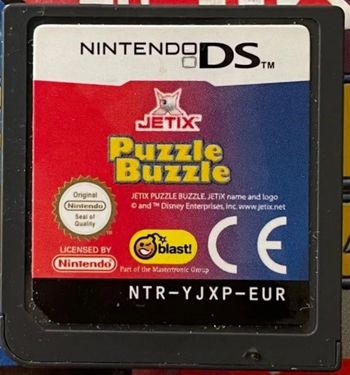 NINTENDO DS™
JETIX
Puzzle
Buzzle
JETIX PUZZLE BUZZLE, JETIX name and logo
© and ™ Disney Enterprises, Inc. www.jetix.net
Original
Nintendo
Seal of
Quality
LICENSED BY
Nintendo
blast!
Part of the Mastertronic Group
CE
NTR-YJXP-EUR